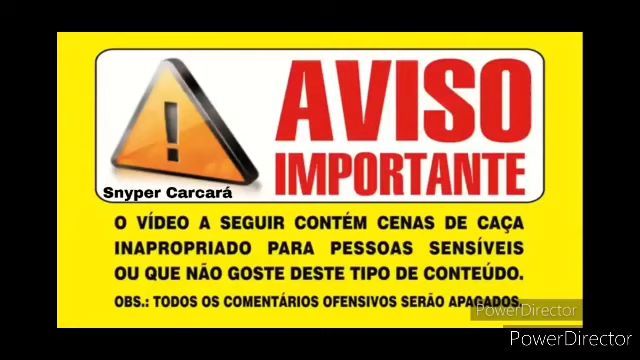 AVISO
IMPORTANTE
Snyper Carcará
O VÍDEO A SEGUIR CONTÉM CENAS DE CAÇA
INAPROPRIADO PARA PESSOAS SENSÍVEIS
OU QUE NÃO GOSTE DESTE TIPO DE CONTEÚDO.
OBS.: TODOS OS COMENTÁRIOS OFENSIVOS SERÃO APAGADOS.
PowerDirector
PowerDirector